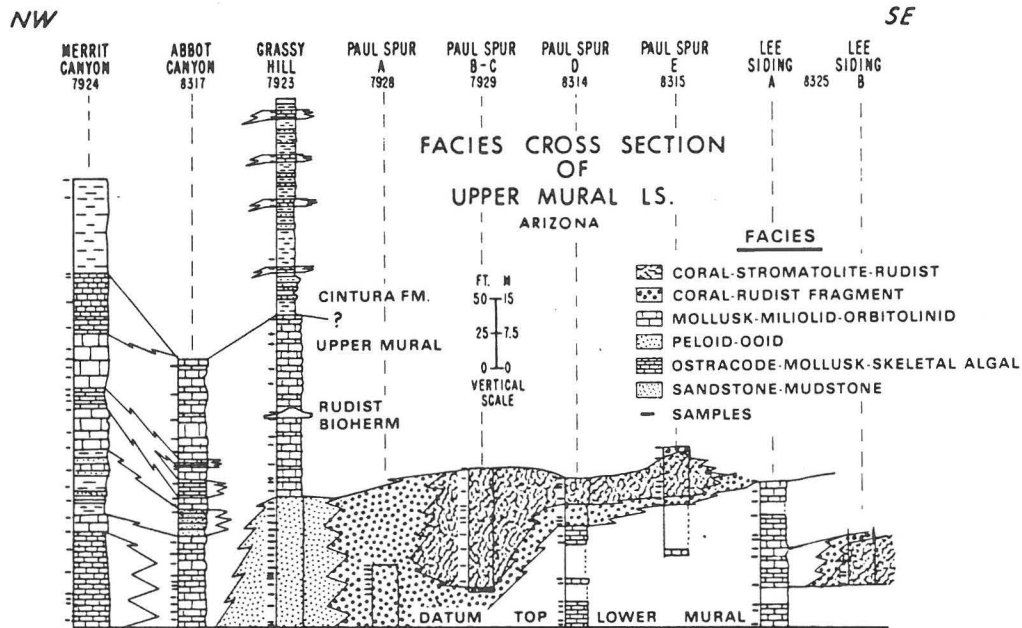 NW
SE
MERRIT
CANYON
7924
ABBOT
CANYON
8317
GRASSY
HILL
7923
PAUL SPUR
A
7928
PAUL SPUR
B-C
7929
PAUL SPUR
D
8314
PAUL SPUR
E
8315
LEE
SIDING
A
8325
LEE
SIDING
B
FACIES CROSS SECTION
OF
UPPER MURAL LS.
ARIZONA
FACIES
CORAL-STROMATOLITE-RUDIST
CORAL-RUDIST FRAGMENT
MOLLUSK-MILIOLID-ORBITOLINID
PELOID-OOID
OSTRACODE-MOLLUSK-SKELETAL ALGAL
SANDSTONE-MUDSTONE
SAMPLES
FT. M
50 15
25 7.5
0 0
VERTICAL
SCALE
CINTURA FM.
?
UPPER MURAL
RUDIST
BIOHERM
DATUM TOP LOWER MURAL